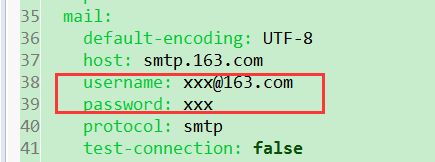 35 mail:
36 default-encoding: UTF-8
37 host: smtp.163.com
38 username: xxx@163.com
39 password: xxx
40 protocol: smtp
41 test-connection: false